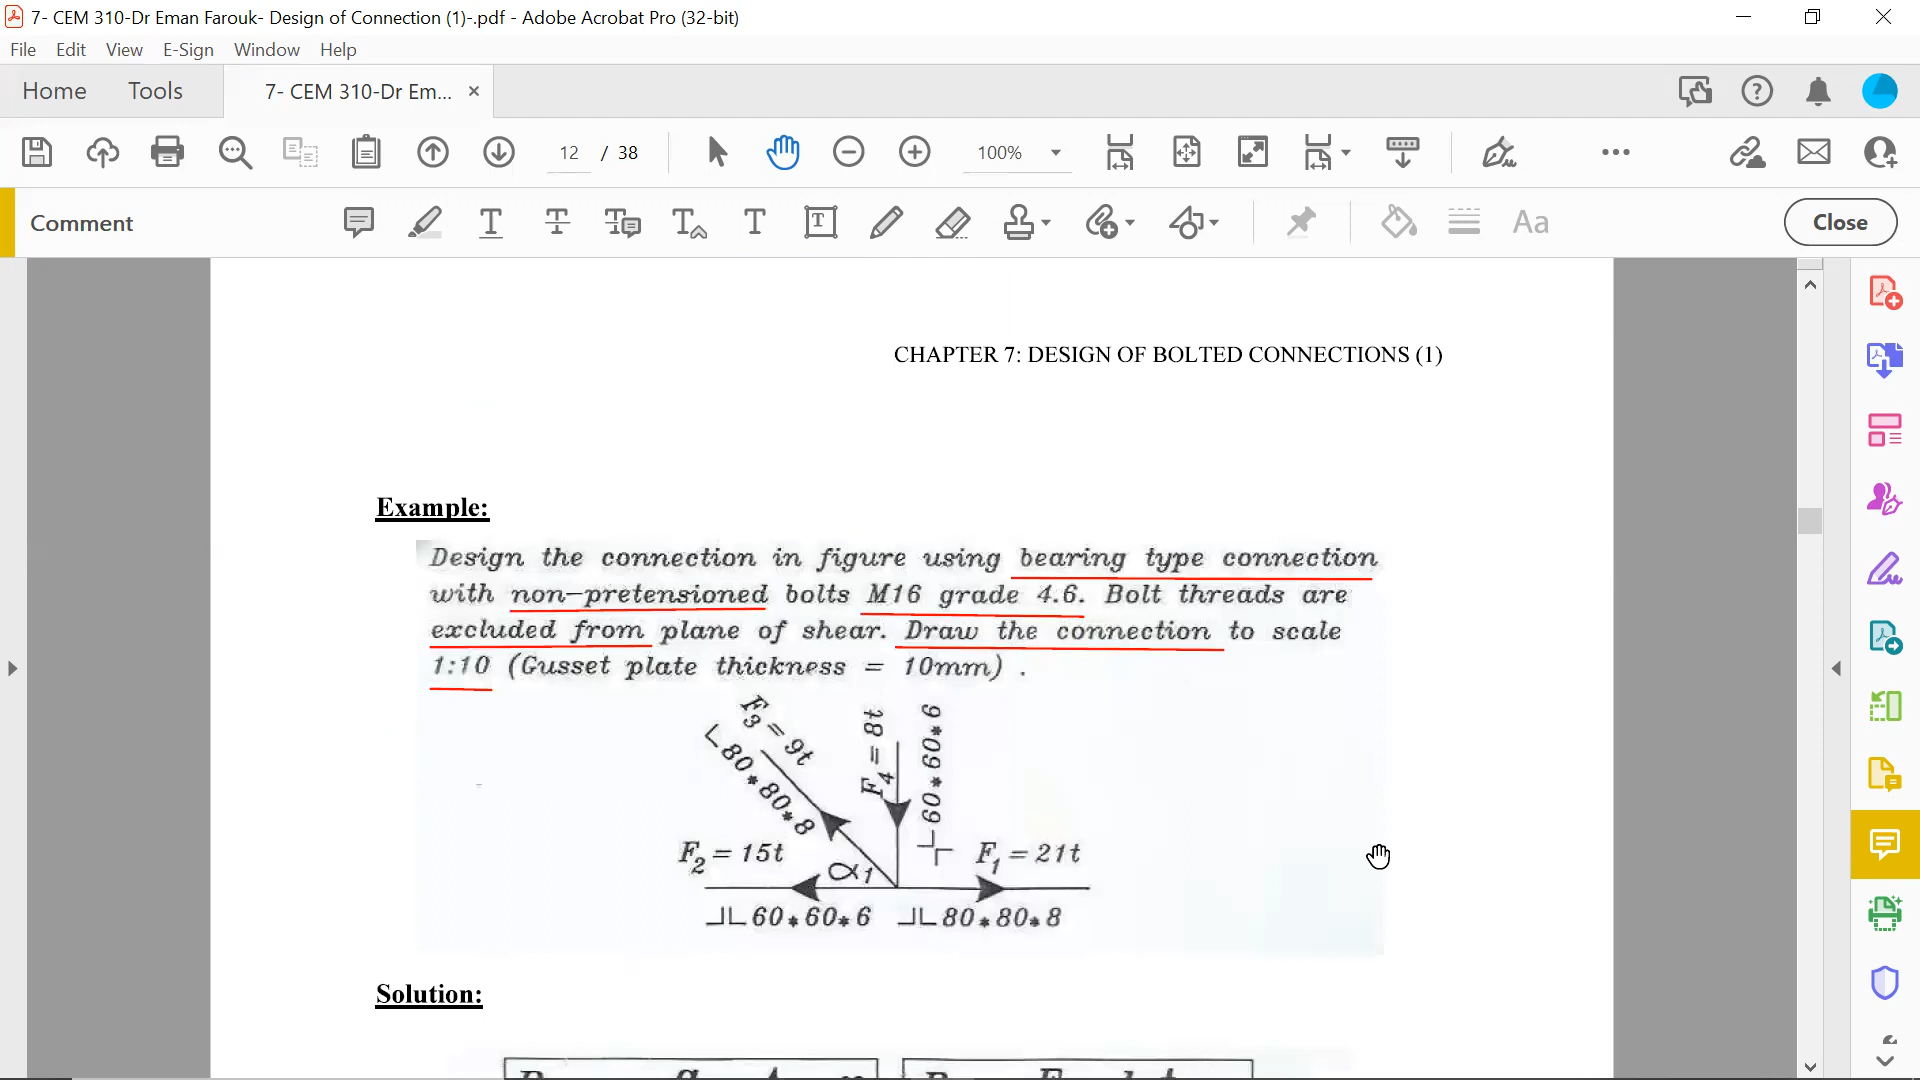 7- CEM 310-Dr Eman Farouk- Design of Connection (1)-.pdf - Adobe Acrobat Pro (32-bit)
File Edit View E-Sign Window Help
Home Tools 7- CEM 310-Dr Em... ×
12 / 38 100%
Comment Close
CHAPTER 7: DESIGN OF BOLTED CONNECTIONS (1)
Example:
Design the connection in figure using bearing type connection
with non-pretensioned bolts M16 grade 4.6. Bolt threads are
excluded from plane of shear. Draw the connection to scale
1:10 (Gusset plate thickness = 10mm) .
F3 = 9t
80*80*8
F4 = 8t
60*60*6
F2 = 15t
α1
F1 = 21t
60*60*6
80*80*8
Solution: